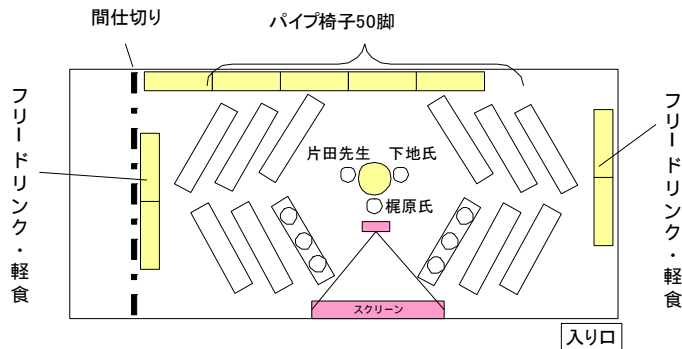 間仕切り
パイプ椅子50脚
フリードリンク・軽食
フリードリンク・軽食
片田先生
下地氏
梶原氏
スクリーン
入り口